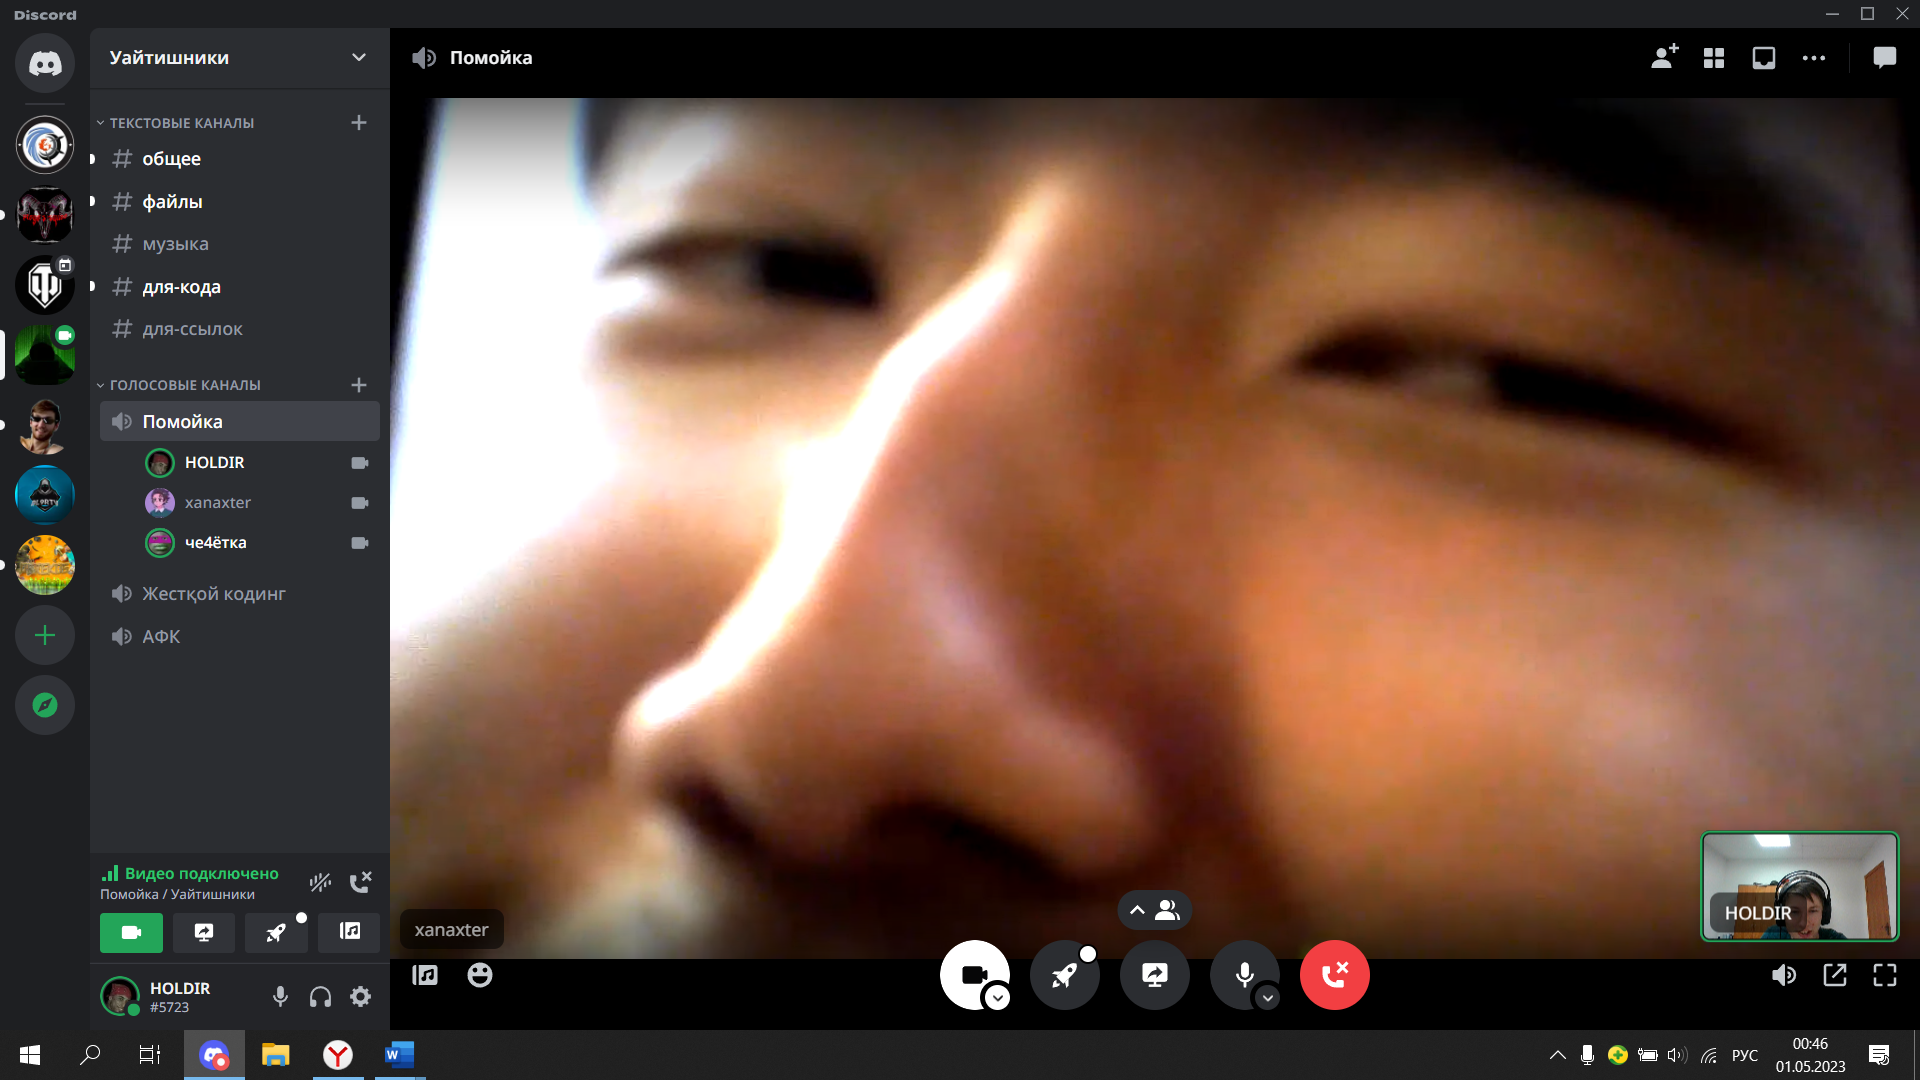 Discord
Уайтишники
Помойка
ТЕКСТОВЫЕ КАНАЛЫ
общее
файлы
музыка
для-кода
для-ссылок
ГОЛОСОВЫЕ КАНАЛЫ
Помойка
HOLDIR
xanaxter
че4ётка
Жестқой кодинг
АФК
Видео подключено
Помойка / Уайтишники
HOLDIR
#5723
xanaxter
HOLDIR
РУС
00:46
01.05.2023